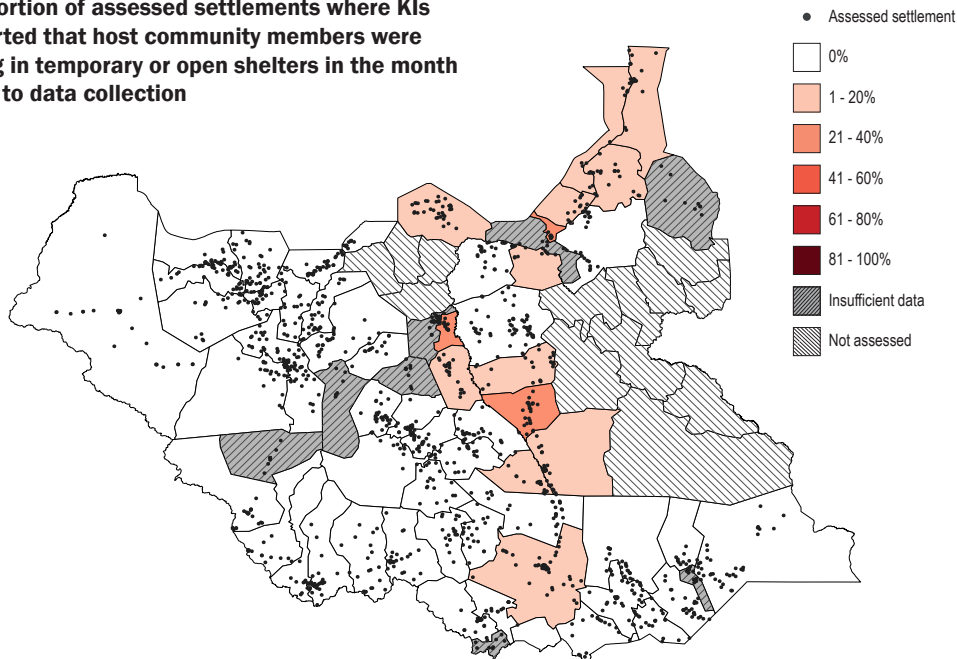 ortion of assessed settlements where KIs
rted that host community members were
g in temporary or open shelters in the month
to data collection
Assessed settlement
0%
1 - 20%
21 - 40%
41 - 60%
61 - 80%
81 - 100%
Insufficient data
Not assessed